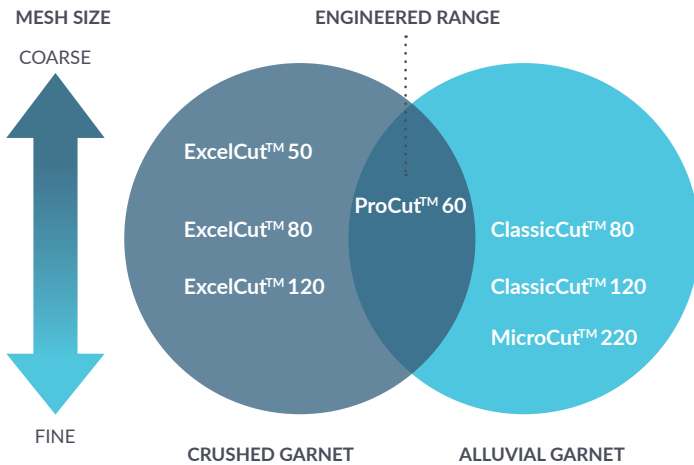 MESH SIZE
ENGINEERED RANGE
COARSE
ExcelCut™ 50
ProCut™ 60
ExcelCut™ 80
ClassicCut™ 80
ExcelCut™ 120
ClassicCut™ 120
MicroCut™ 220
FINE
CRUSHED GARNET
ALLUVIAL GARNET